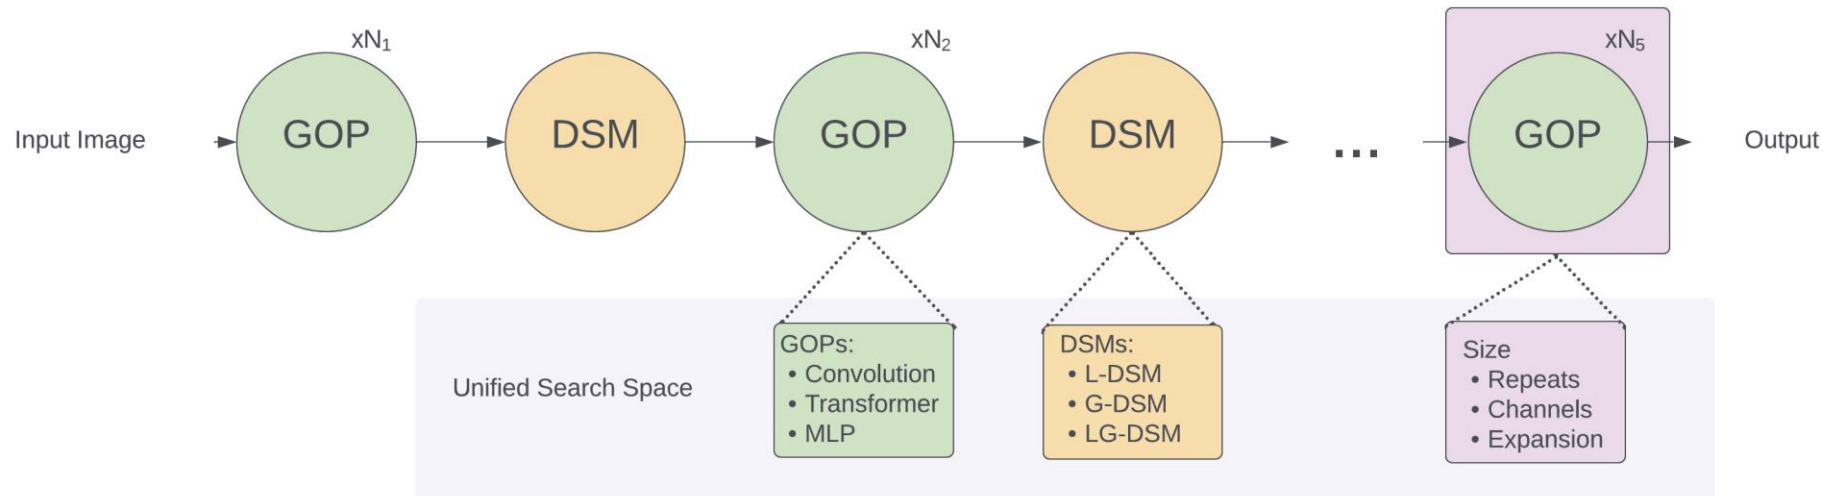 xN₁
xN₂
xN₅
Input Image
GOP
DSM
GOP
DSM
...
GOP
Output
Unified Search Space
GOPs:
• Convolution
• Transformer
• MLP
DSMs:
• L-DSM
• G-DSM
• LG-DSM
Size
• Repeats
• Channels
• Expansion